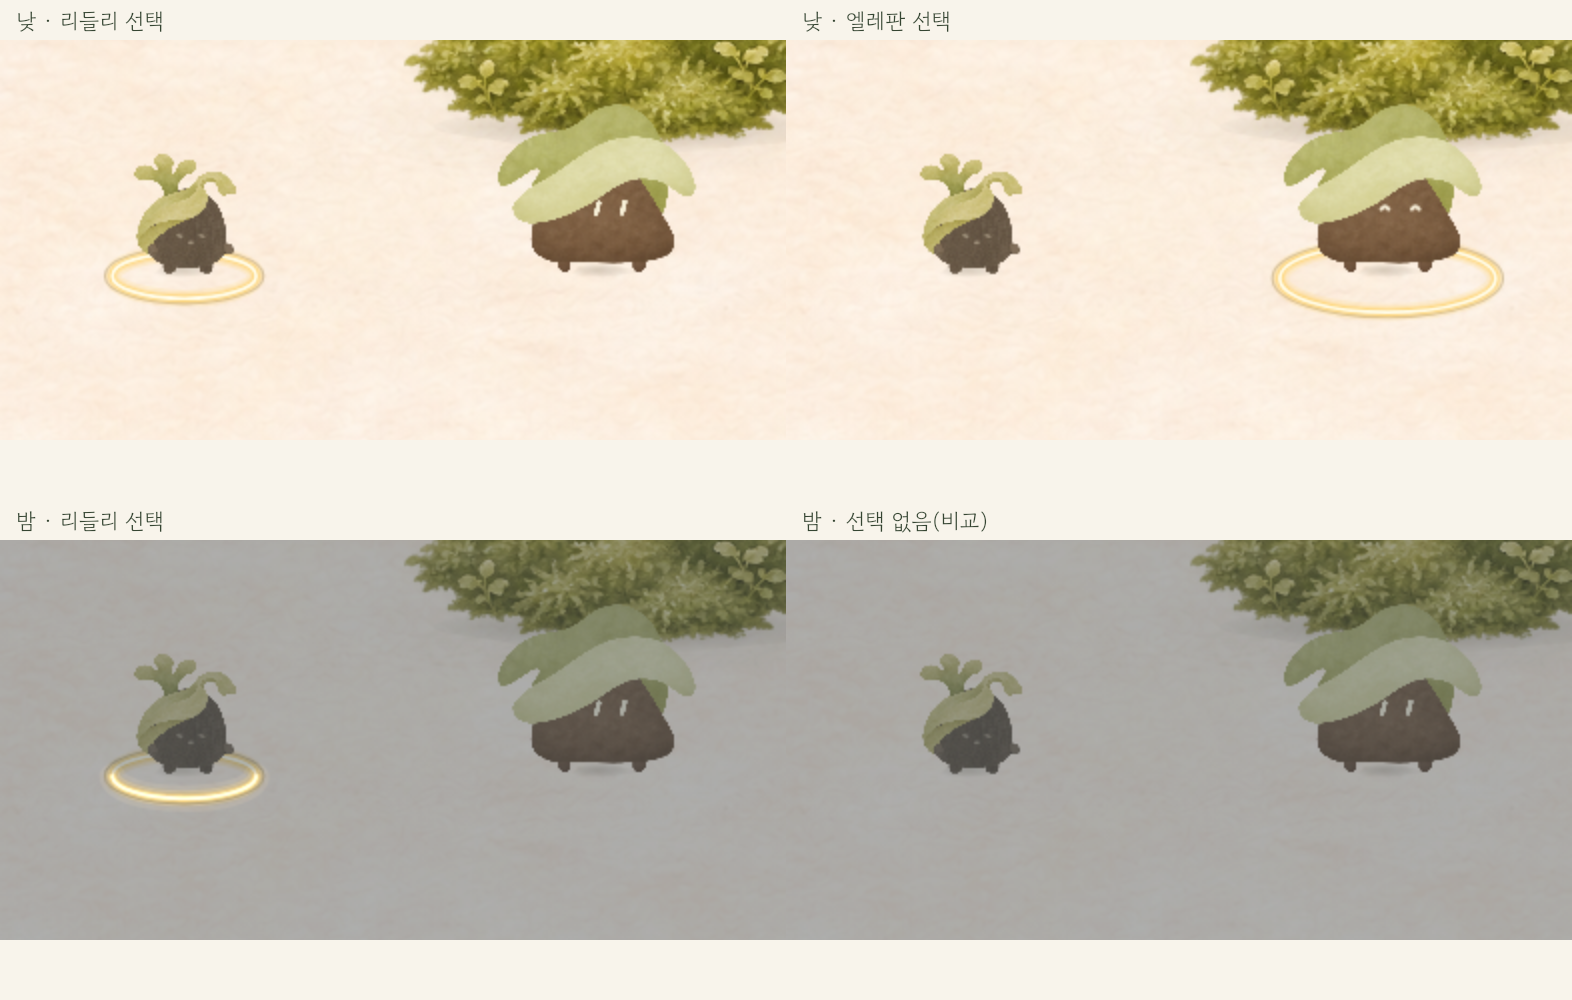 낮 · 리들리 선택
낮 · 엘레판 선택
밤 · 리들리 선택
밤 · 선택 없음(비교)